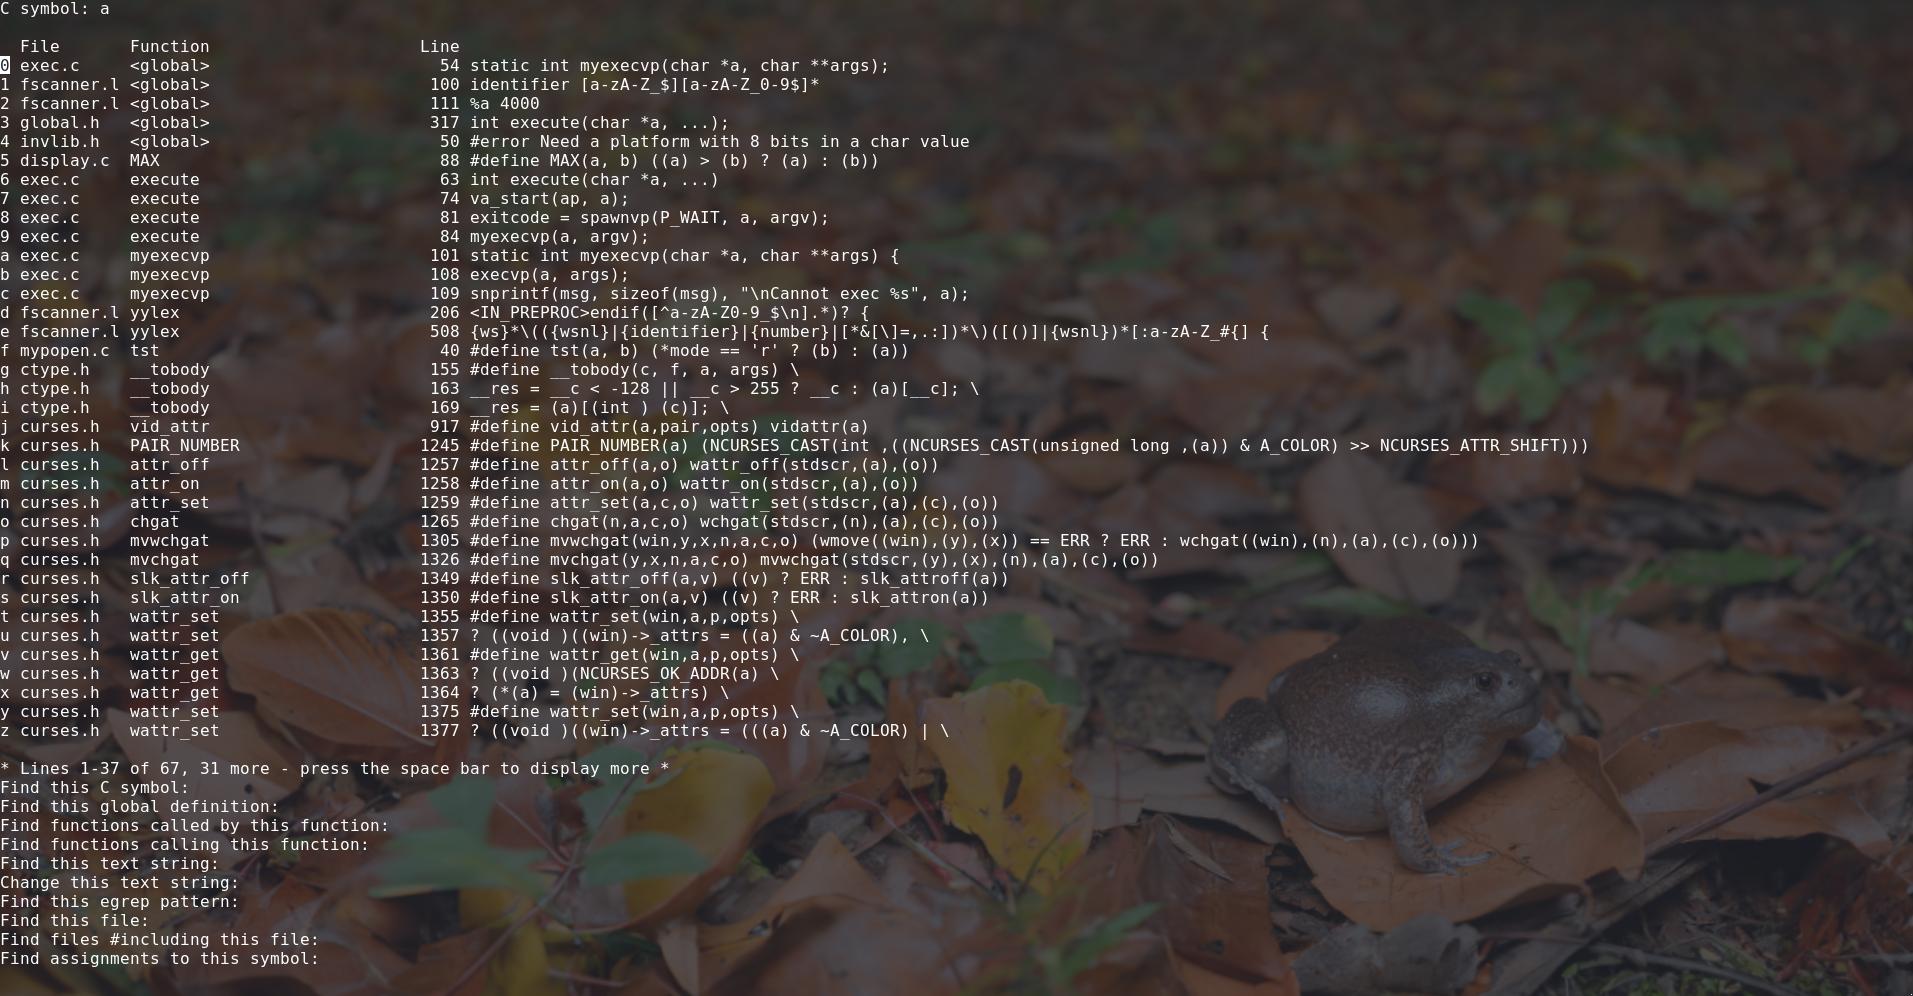 C symbol: a
  File       Function                     Line
0 exec.c     <global>                       54 static int myexecvp(char *a, char **args);
1 fscanner.l <global>                      100 identifier [a-zA-Z_$][a-zA-Z_0-9$]*
2 fscanner.l <global>                      111 %a 4000
3 global.h   <global>                      317 int execute(char *a, ...);
4 invlib.h   <global>                       50 #error Need a platform with 8 bits in a char value
5 display.c  MAX                            88 #define MAX(a, b) ((a) > (b) ? (a) : (b))
6 exec.c     execute                        63 int execute(char *a, ...)
7 exec.c     execute                        74 va_start(ap, a);
8 exec.c     execute                        81 exitcode = spawnvp(P_WAIT, a, argv);
9 exec.c     execute                        84 myexecvp(a, argv);
a exec.c     myexecvp                      101 static int myexecvp(char *a, char **args) {
b exec.c     myexecvp                      108 execvp(a, args);
c exec.c     myexecvp                      109 snprintf(msg, sizeof(msg), "\nCannot exec %s", a);
d fscanner.l yylex                         206 <IN_PREPROC>endif([^a-zA-Z0-9_$\n].*)? {
e fscanner.l yylex                         508 {ws}*\(({wsnl}|{identifier}|{number}|[*&[\]=,.:])*\)([()]|{wsnl})*[:a-zA-Z_#{] {
f mypopen.c  tst                            40 #define tst(a, b) (*mode == 'r' ? (b) : (a))
g ctype.h    __tobody                      155 #define __tobody(c, f, a, args) \
h ctype.h    __tobody                      163 __res = __c < -128 || __c > 255 ? __c : (a)[__c]; \
i ctype.h    __tobody                      169 __res = (a)[(int ) (c)]; \
j curses.h   vid_attr                      917 #define vid_attr(a,pair,opts) vidattr(a)
k curses.h   PAIR_NUMBER                  1245 #define PAIR_NUMBER(a) (NCURSES_CAST(int ,((NCURSES_CAST(unsigned long ,(a)) & A_COLOR) >> NCURSES_ATTR_SHIFT)))
l curses.h   attr_off                     1257 #define attr_off(a,o) wattr_off(stdscr,(a),(o))
m curses.h   attr_on                      1258 #define attr_on(a,o) wattr_on(stdscr,(a),(o))
n curses.h   attr_set                     1259 #define attr_set(a,c,o) wattr_set(stdscr,(a),(c),(o))
o curses.h   chgat                        1265 #define chgat(n,a,c,o) wchgat(stdscr,(n),(a),(c),(o))
p curses.h   mvwchgat                     1305 #define mvwchgat(win,y,x,n,a,c,o) (wmove((win),(y),(x)) == ERR ? ERR : wchgat((win),(n),(a),(c),(o)))
q curses.h   mvchgat                      1326 #define mvchgat(y,x,n,a,c,o) mvwchgat(stdscr,(y),(x),(n),(a),(c),(o))
r curses.h   slk_attr_off                 1349 #define slk_attr_off(a,v) ((v) ? ERR : slk_attroff(a))
s curses.h   slk_attr_on                  1350 #define slk_attr_on(a,v) ((v) ? ERR : slk_attron(a))
t curses.h   wattr_set                    1355 #define wattr_set(win,a,p,opts) \
u curses.h   wattr_set                    1357 ? ((void )((win)->_attrs = ((a) & ~A_COLOR), \
v curses.h   wattr_get                    1361 #define wattr_get(win,a,p,opts) \
w curses.h   wattr_get                    1363 ? ((void )(NCURSES_OK_ADDR(a) \
x curses.h   wattr_get                    1364 ? (*(a) = (win)->_attrs) \
y curses.h   wattr_set                    1375 #define wattr_set(win,a,p,opts) \
z curses.h   wattr_set                    1377 ? ((void )((win)->_attrs = (((a) & ~A_COLOR) | \
* Lines 1-37 of 67, 31 more - press the space bar to display more *
Find this C symbol:
Find this global definition:
Find functions called by this function:
Find functions calling this function:
Find this text string:
Change this text string:
Find this egrep pattern:
Find this file:
Find files #including this file:
Find assignments to this symbol: